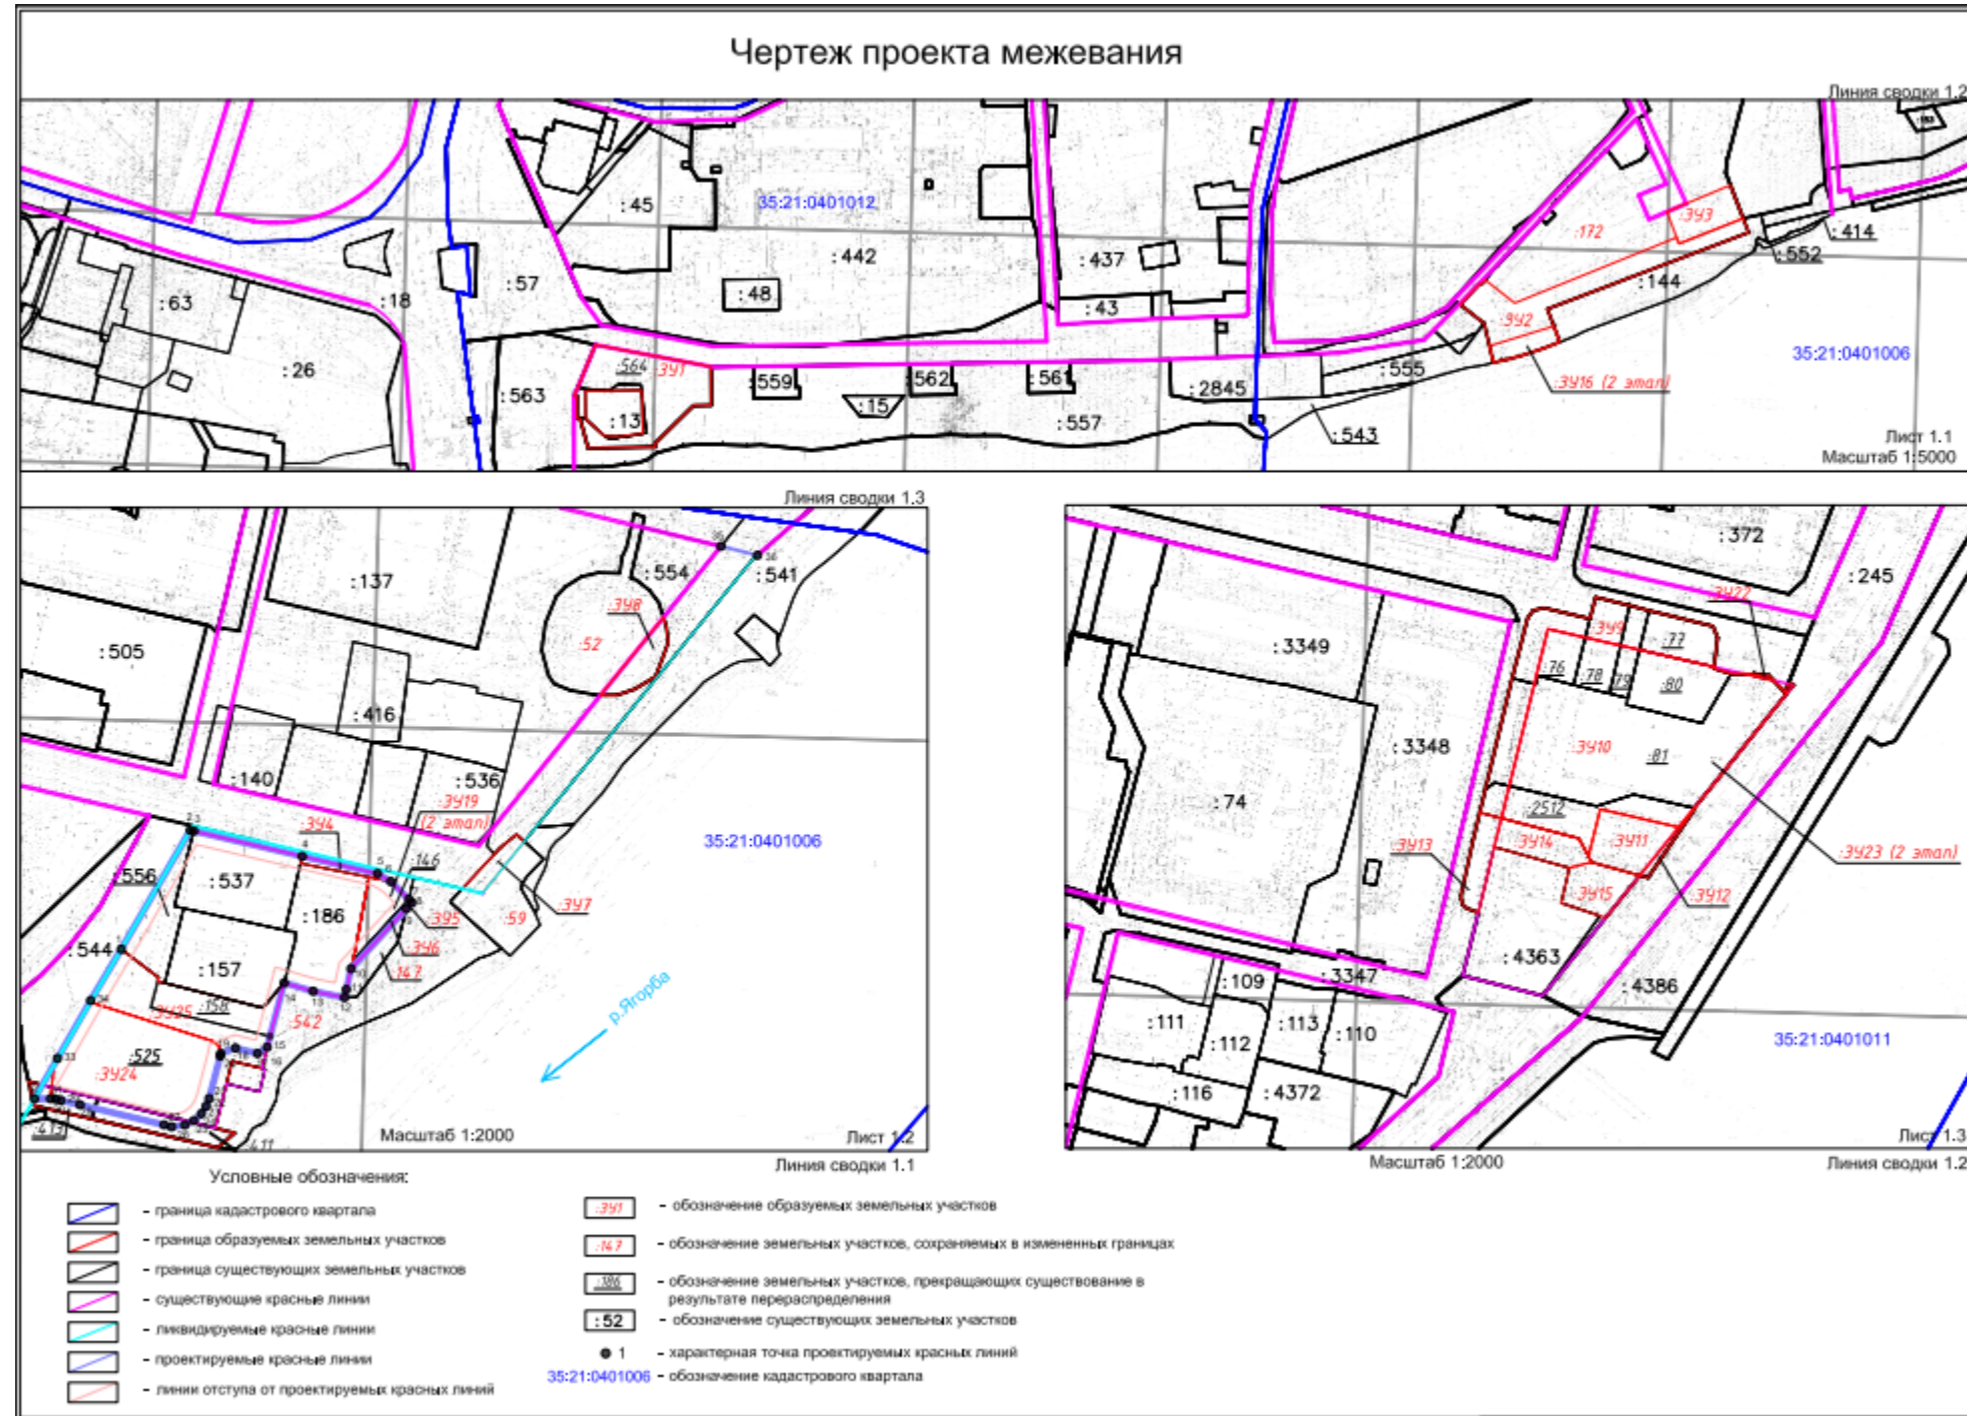 Чертеж проекта межевания
Линия сводки 1.2
:45
35:21:0401012
:442
:48
:57
:18
:63
:26
:437
:43
:172
:ЗУ3
:414
:552
:144
:ЗУ2
35:21:0401006
:ЗУ16 (2 этап)
:564
:ЗУ1
:563
:13
:559
:15
:562
:561
:557
:2845
:555
:543
Лист 1.1
Масштаб 1:5000
Линия сводки 1.3
:137
:554
:541
:505
:ЗУ8
:52
:416
:140
:536
:ЗУ19
(2 этап)
:ЗУ4
:146
35:21:0401006
:556
:537
:186
:ЗУ5
:ЗУ6
:ЗУ7
:59
:544
:157
:147
:158
:ЗУ25
:542
р.Ягорба
:525
:ЗУ24
:413
:411
Масштаб 1:2000
Лист 1.2
Линия сводки 1.1
:372
:245
:ЗУ22
:3349
:ЗУ9
:77
:76
:78
:79
:80
:3348
:ЗУ10
:81
:74
:2512
:ЗУ13
:ЗУ14
:ЗУ11
:ЗУ23 (2 этап)
:ЗУ15
:ЗУ12
:4363
:4386
:3347
:109
:111
:113
:110
:112
:116
:4372
35:21:0401011
Лист 1.3
Масштаб 1:2000
Линия сводки 1.2
Условные обозначения:
- граница кадастрового квартала
- граница образуемых земельных участков
- граница существующих земельных участков
- существующие красные линии
- ликвидируемые красные линии
- проектируемые красные линии
- линии отступа от проектируемых красных линий
:ЗУ1 - обозначение образуемых земельных участков
:147 - обозначение земельных участков, сохраняемых в измененных границах
:186 - обозначение земельных участков, прекращающих существование в
результате перераспределения
:52 - обозначение существующих земельных участков
1 - характерная точка проектируемых красных линий
35:21:0401006 - обозначение кадастрового квартала